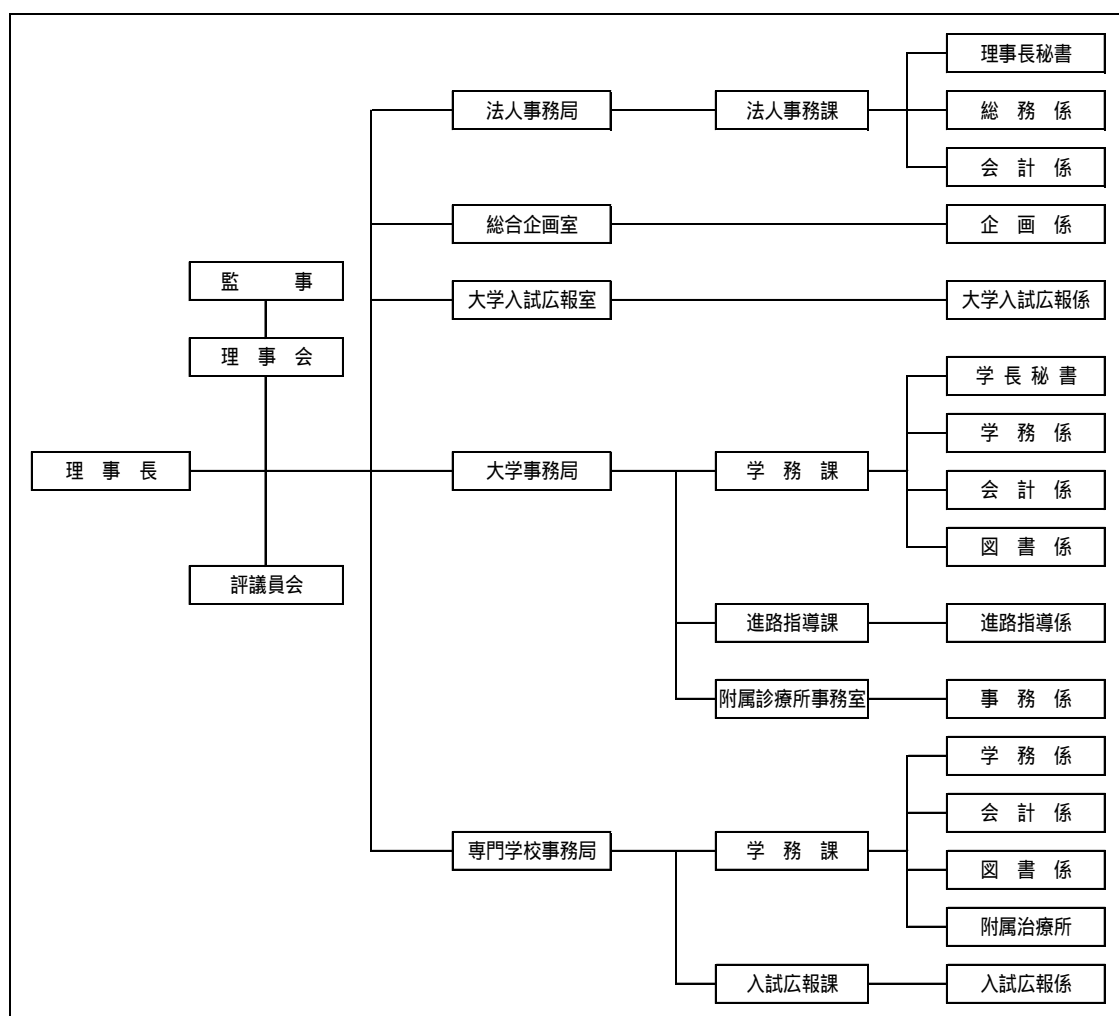 理事長
監　　事
理　事　会
評議員会
法人事務局
法人事務課
理事長秘書
総　務　係
会　計　係
総合企画室
企　画　係
大学入試広報室
大学入試広報係
大学事務局
学　務　課
学 長 秘 書
学　務　係
会　計　係
図　書　係
進路指導課
進路指導係
附属診療所事務室
事　務　係
専門学校事務局
学　務　課
学　務　係
会　計　係
図　書　係
附属治療所
入試広報課
入試広報係